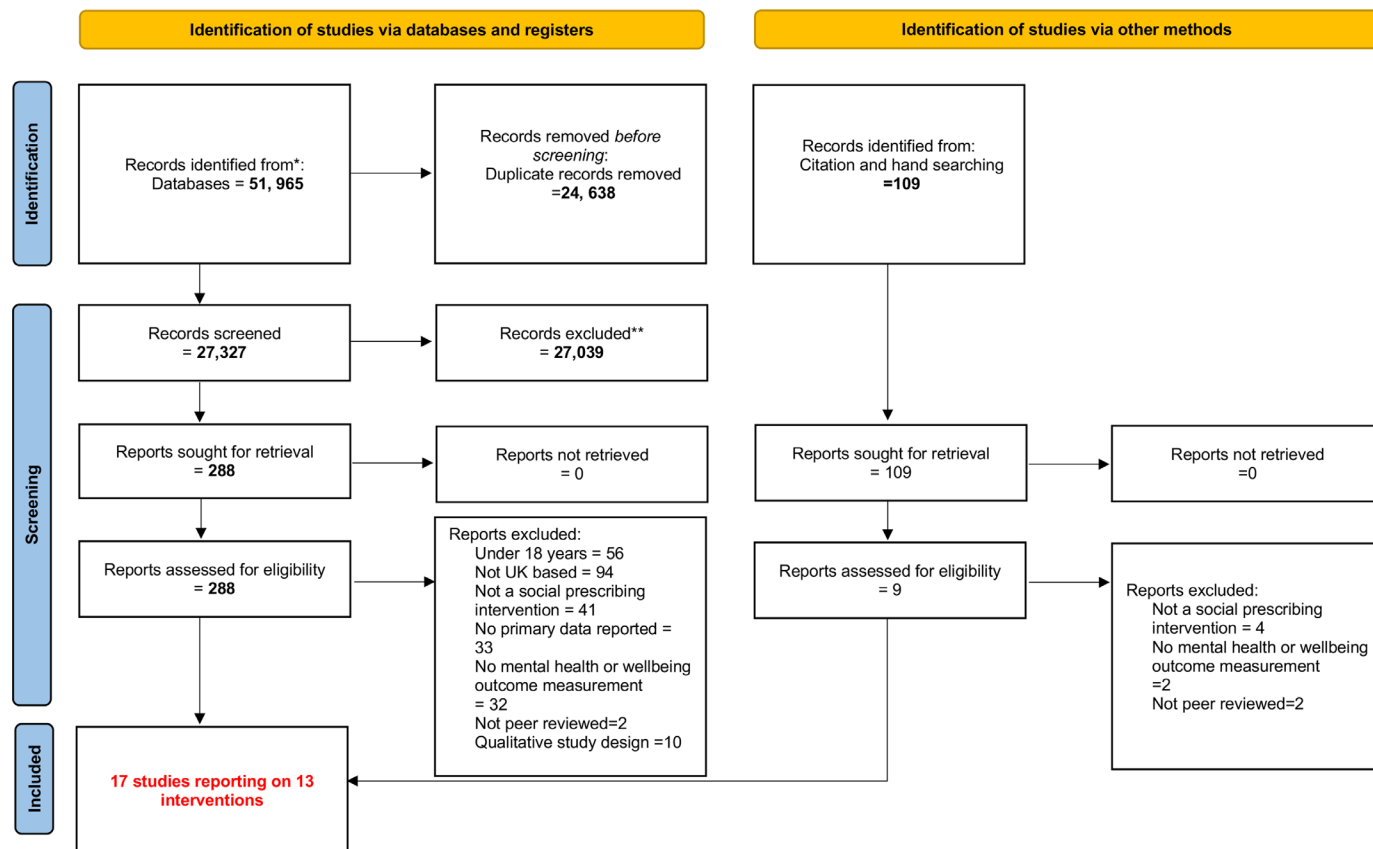 Identification of studies via databases and registers
Identification of studies via other methods
Identification
Records identified from*:
Databases = 51, 965
Records removed before
screening:
Duplicate records removed
=24, 638
Records identified from:
Citation and hand searching
=109
Screening
Records screened
= 27,327
Records excluded**
= 27,039
Reports sought for retrieval
= 288
Reports not retrieved
= 0
Reports sought for retrieval
= 109
Reports not retrieved
=0
Reports assessed for eligibility
= 288
Reports excluded:
Under 18 years = 56
Not UK based = 94
Not a social prescribing
intervention = 41
No primary data reported =
33
No mental health or wellbeing
outcome measurement
= 32
Not peer reviewed=2
Qualitative study design =10
Reports assessed for eligibility
= 9
Reports excluded:
Not a social prescribing
intervention = 4
No mental health or wellbeing
outcome measurement
=2
Not peer reviewed=2
Included
17 studies reporting on 13
interventions